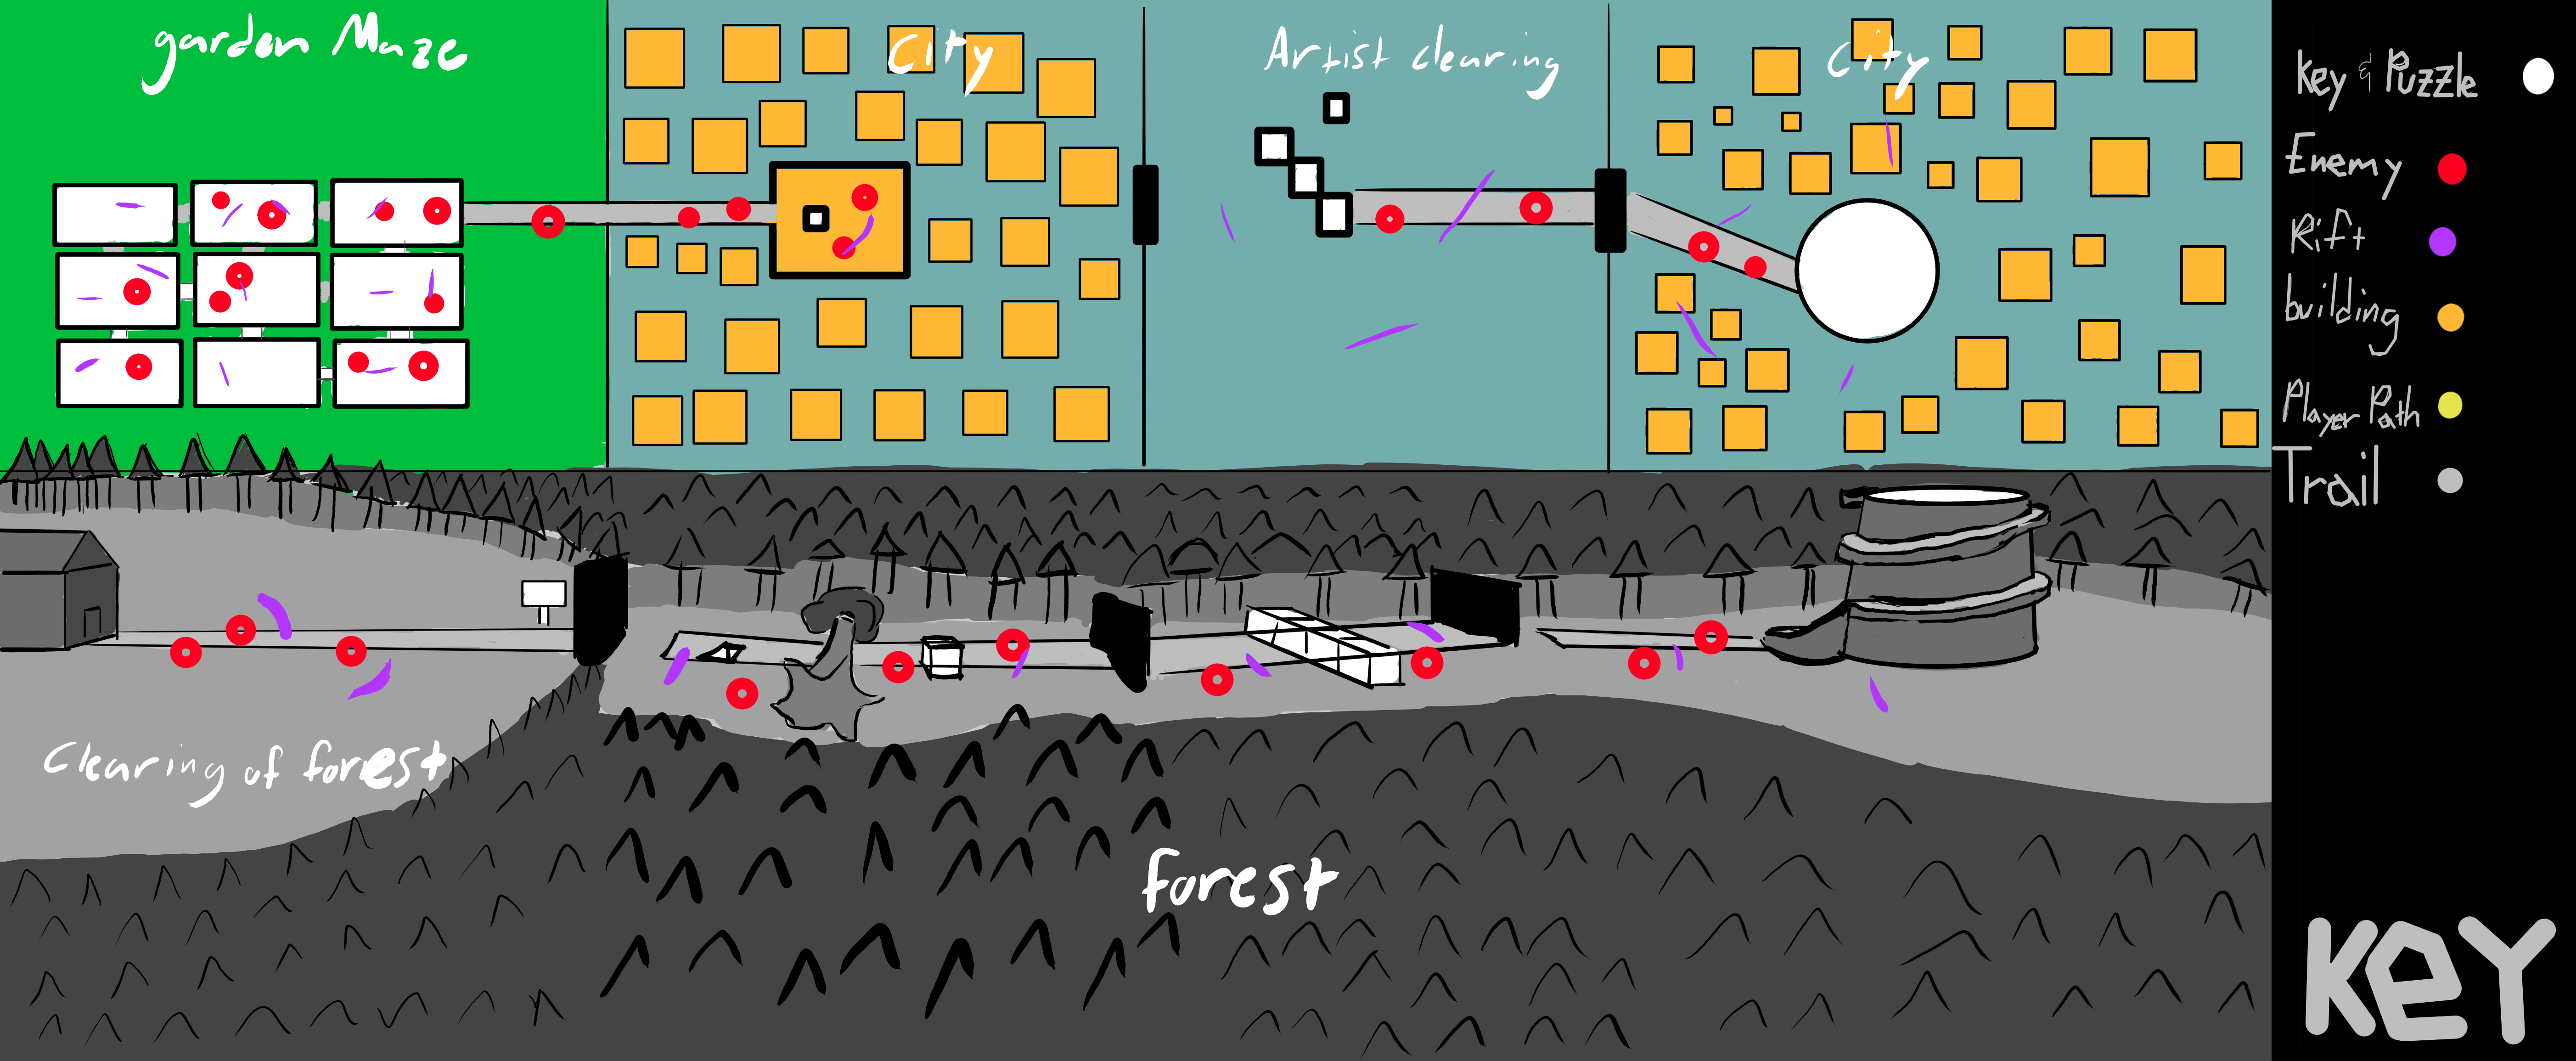 garden Maze
City
Artist clearing
City
Key & Puzzle
Enemy
Rift
building
Player Path
Trail
Clearing of forest
forest
KeY